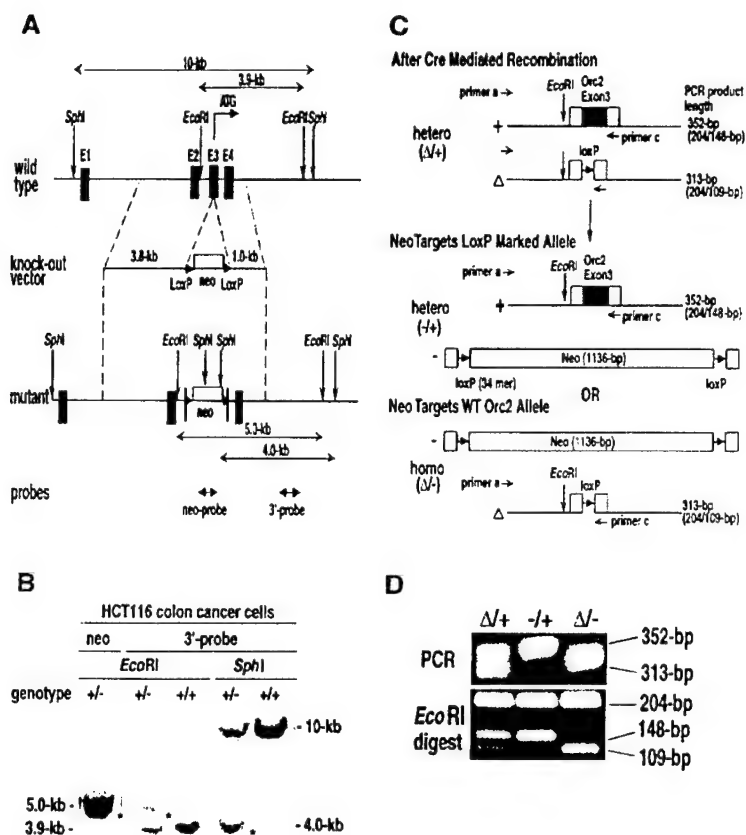 A
10-kb
3.9-kb
ATG
SphI
EcoRI
EcoRI SphI
E1
E2
E3
E4
wild
type
3.8-kb
1.0-kb
knock-out
vector
LoxP
neo
LoxP
SphI
EcoRI
SphI
SphI
EcoRI
SphI
mutant
neo
5.0-kb
4.0-kb
probes
neo-probe
3'-probe
B
HCT116 colon cancer cells
neo
3'-probe
EcoRI
SphI
genotype
+/-
+/-
+/+
+/-
+/+
- 10-kb
5.0-kb -
*
*
*
3.9-kb -
- 4.0-kb
C
After Cre Mediated Recombination
primer a →
EcoRI
Orc2
Exon3
PCR product
length
hetero
(Δ/+)
+
← primer c
352-bp
(204/148-bp)
→
loxP
Δ
←
313-bp
(204/109-bp)
Neo Targets LoxP Marked Allele
primer a →
EcoRI
Orc2
Exon3
hetero
(-/+)
+
← primer c
352-bp
(204/148-bp)
-
Neo (1136-bp)
loxP (34 mer)
loxP
OR
Neo Targets WT Orc2 Allele
-
Neo (1136-bp)
homo
(Δ/-)
primer a →
EcoRI
loxP
Δ
← primer c
313-bp
(204/109-bp)
D
Δ/+
-/+
Δ/-
PCR
352-bp
313-bp
EcoRI
digest
204-bp
148-bp
109-bp